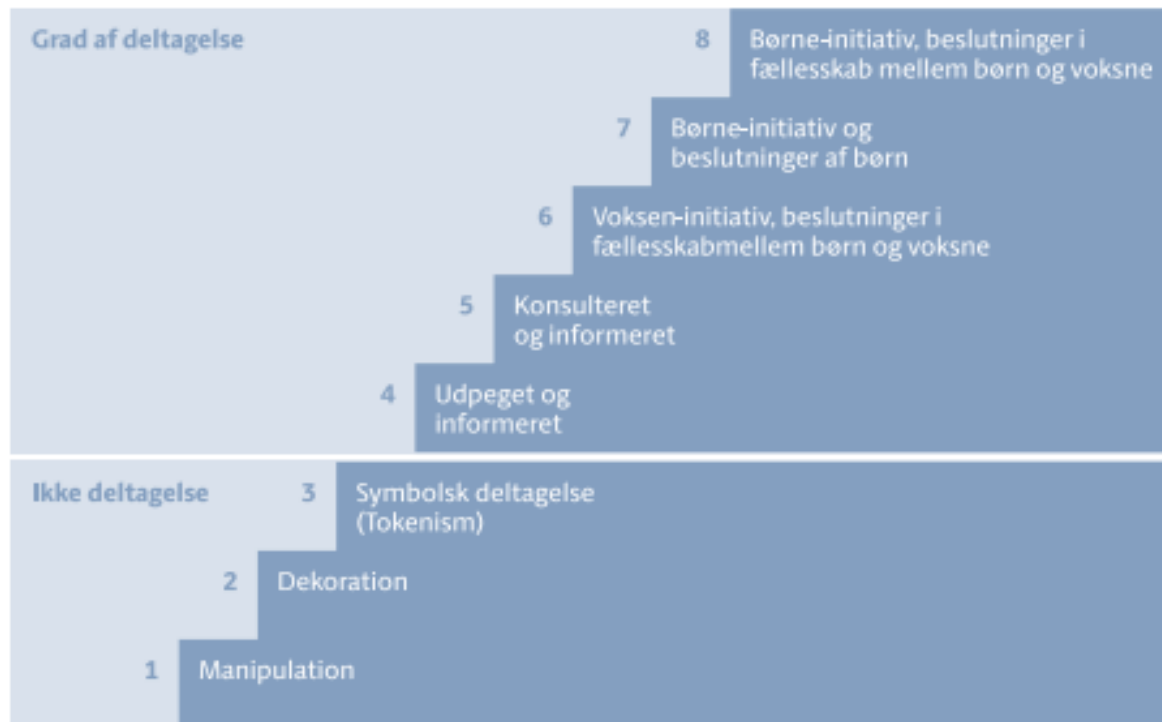 Grad af deltagelse
8
Børne-initiativ, beslutninger i
fællesskab mellem børn og voksne
7
Børne-initiativ og
beslutninger af børn
6
Voksen-initiativ, beslutninger i
fællesskabmellem børn og voksne
5
Konsulteret
og informeret
4
Udpeget og
informeret
Ikke deltagelse
3
Symbolsk deltagelse
(Tokenism)
2
Dekoration
1
Manipulation